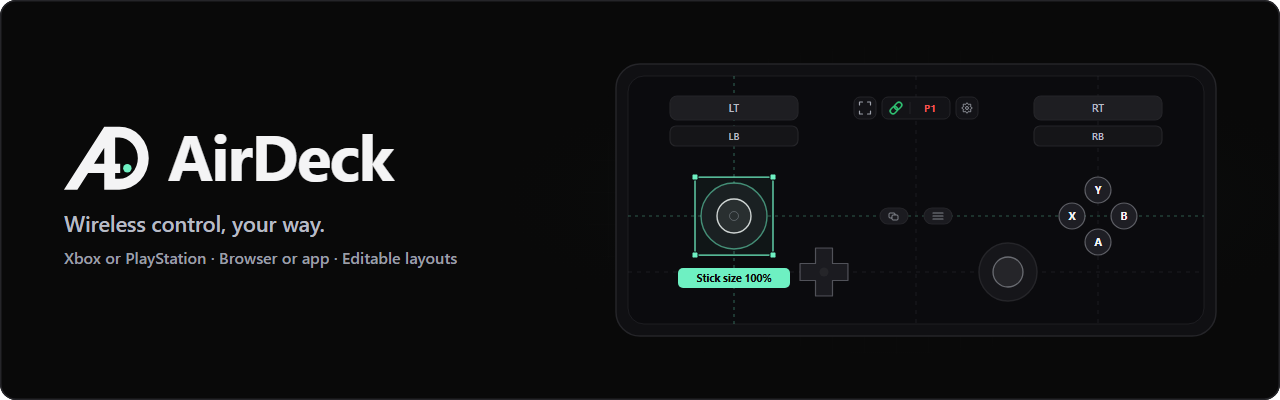 AD AirDeck
Wireless control, your way.
Xbox or PlayStation · Browser or app · Editable layouts
LT
LB
P1
RT
RB
Y
X
B
A
Stick size 100%